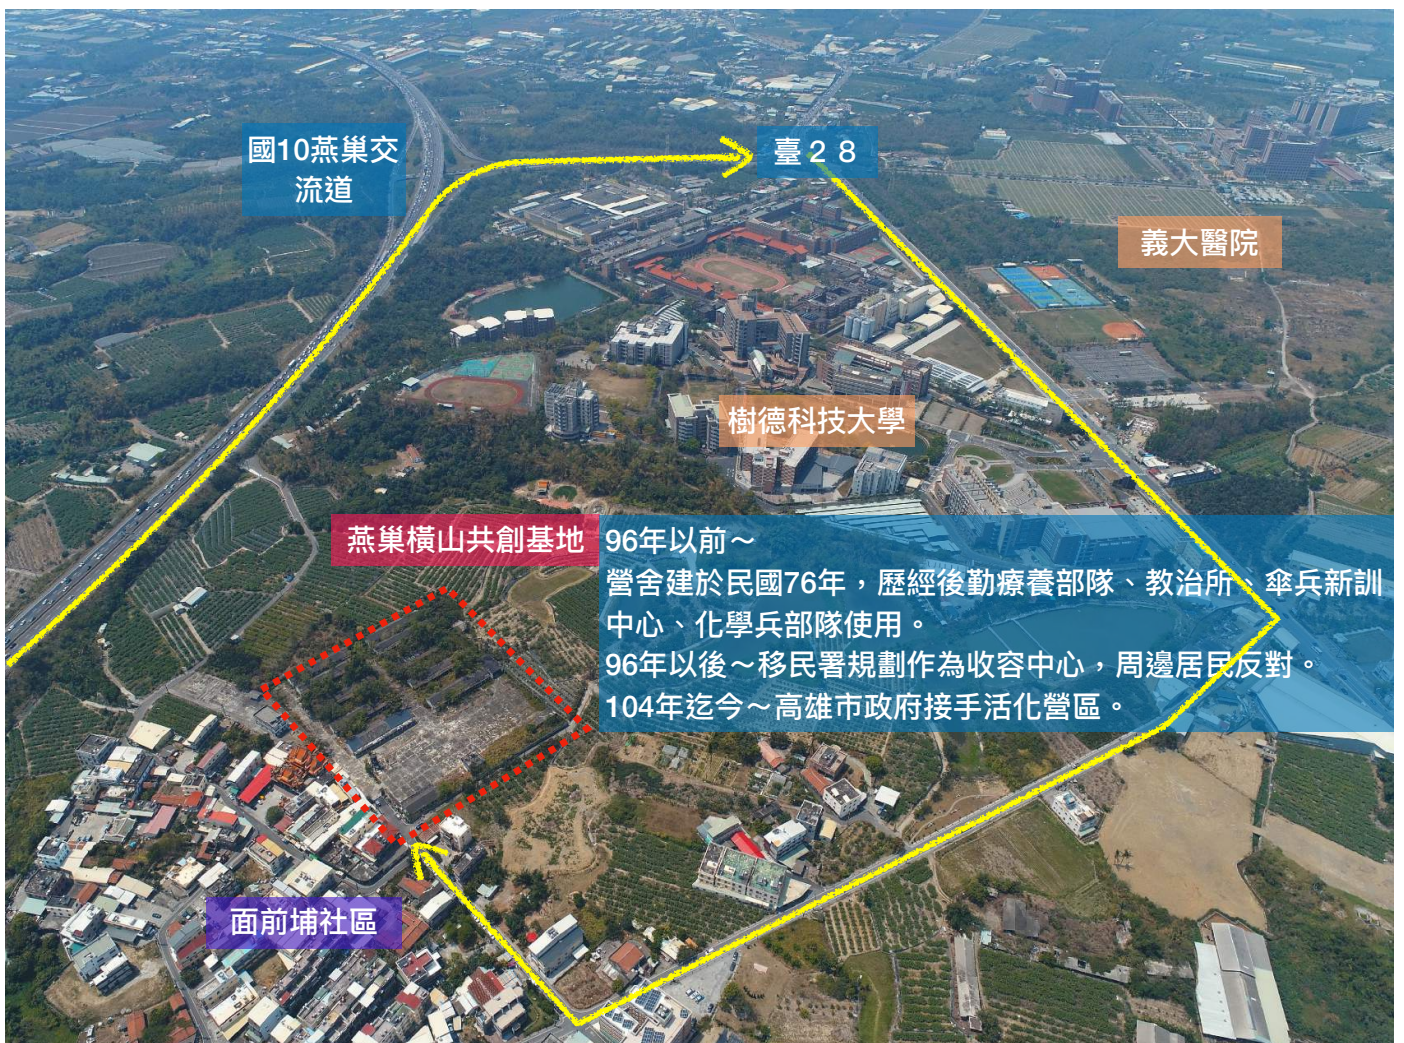 國10燕巢交
流道
臺２８
義大醫院
樹德科技大學
燕巢橫山共創基地
96年以前～
營舍建於民國76年，歷經後勤療養部隊、教治所、傘兵新訓
中心、化學兵部隊使用。
96年以後～移民署規劃作為收容中心，周邊居民反對。
104年迄今～高雄市政府接手活化營區。
面前埔社區